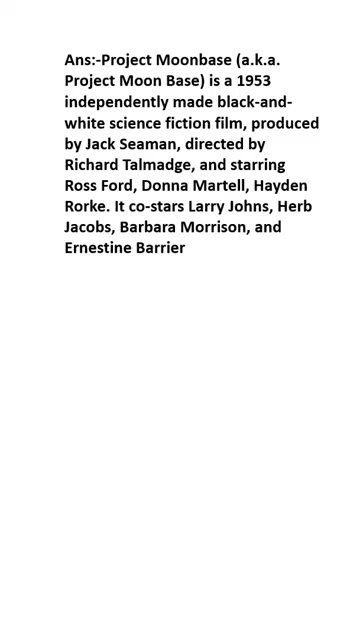 Ans:-Project Moonbase (a.k.a.
Project Moon Base) is a 1953
independently made black-and-
white science fiction film, produced
by Jack Seaman, directed by
Richard Talmadge, and starring
Ross Ford, Donna Martell, Hayden
Rorke. It co-stars Larry Johns, Herb
Jacobs, Barbara Morrison, and
Ernestine Barrier